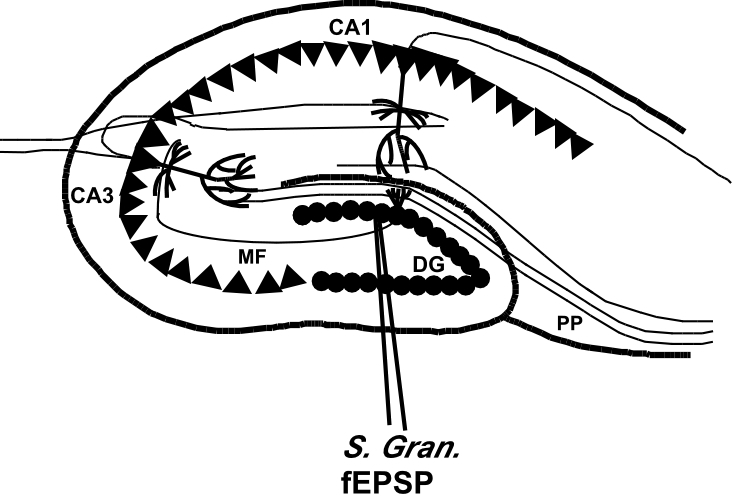 CA1
CA3
MF
DG
PP
S. Gran.
fEPSP